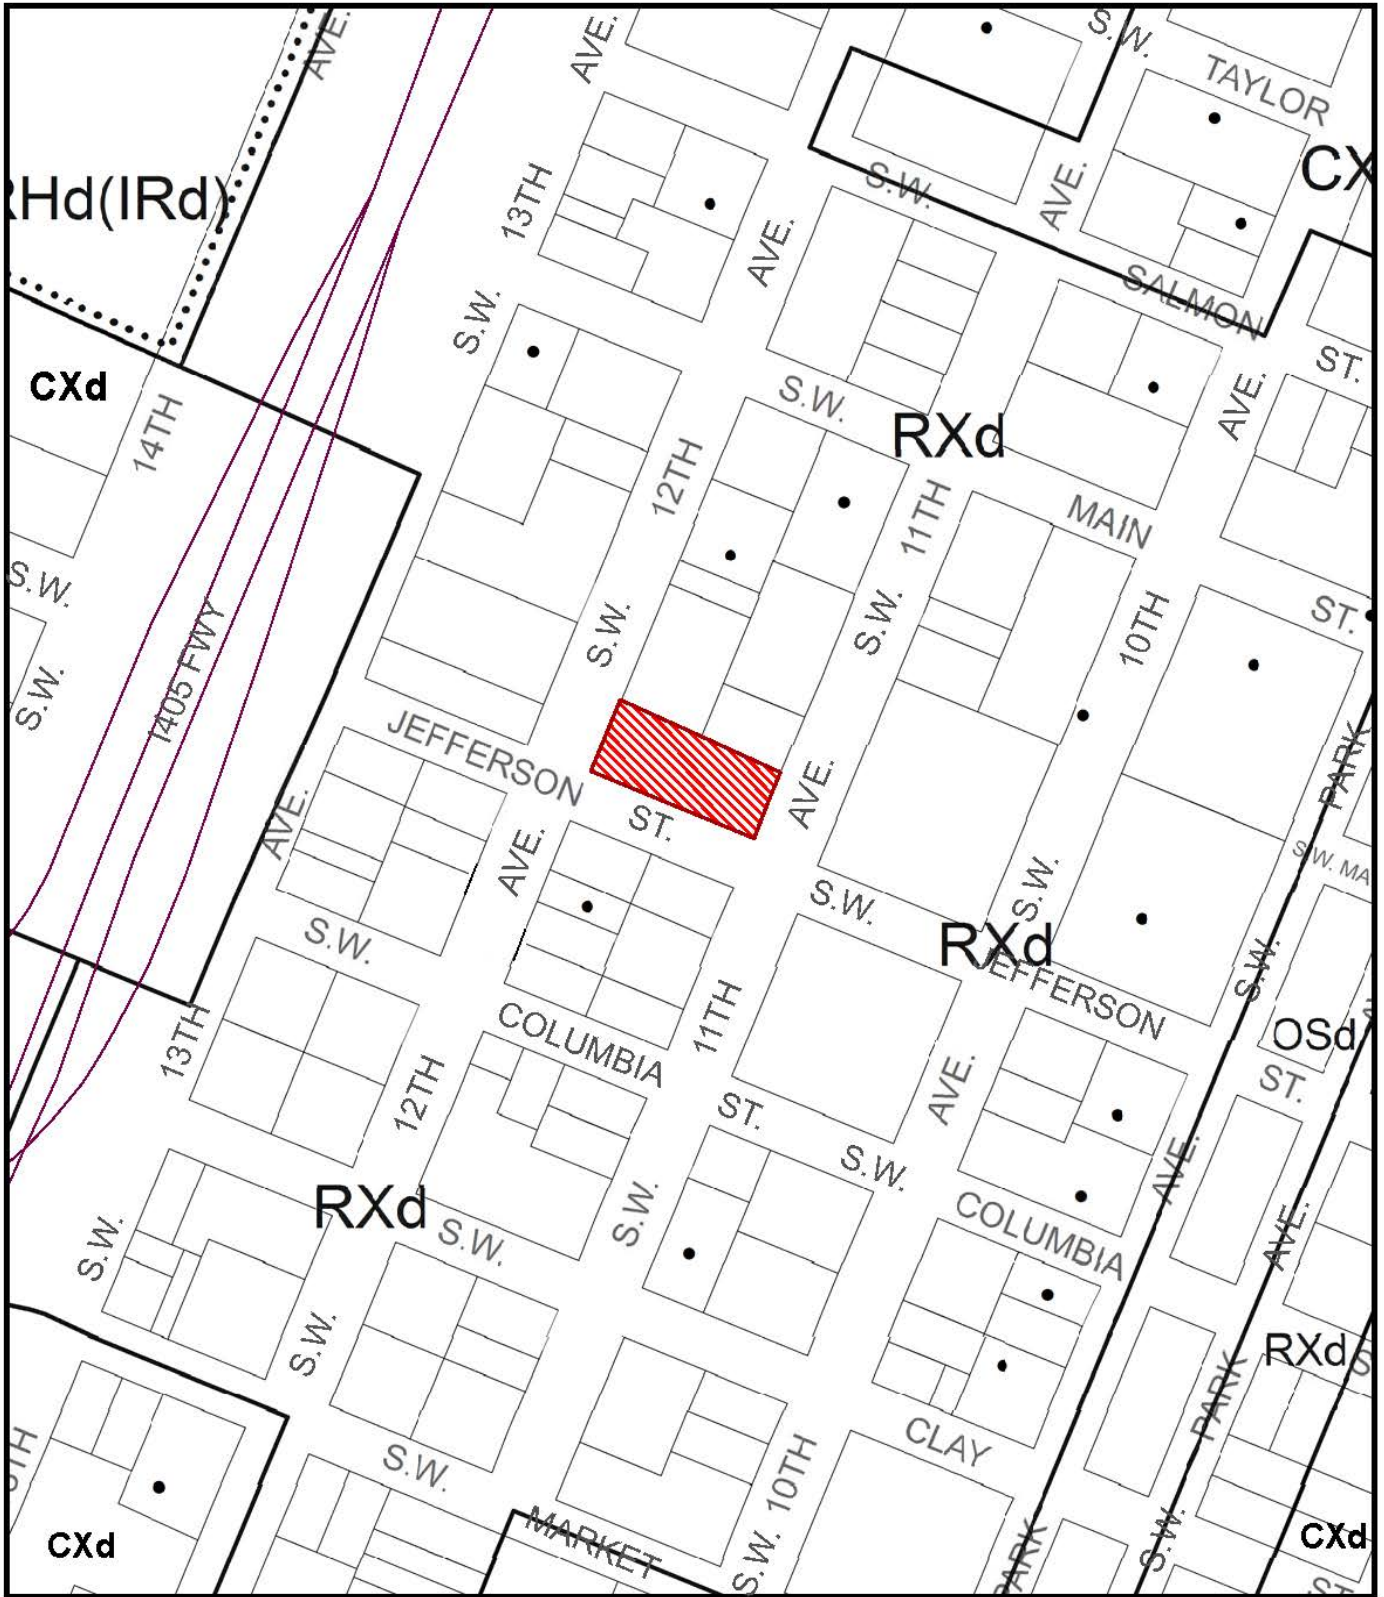 AVE.
AVE.
S.W.
TAYLOR
CX
RHd(IRd)
13TH
S.W.
AVE.
AVE.
SALMON
S.W.
ST.
CXd
14TH
S.W.
AVE.
RXd
12TH
11TH
MAIN
S.W.
I405 FWY
S.W.
S.W.
10TH
ST.
S.W.
JEFFERSON
ST.
AVE.
PARK
AVE.
AVE.
S.W. MA
S.W.
S.W.
S.W.
RXd
JEFFERSON
S.W.
OSd
13TH
COLUMBIA
11TH
12TH
ST.
AVE.
ST.
S.W.
AVE.
RXd
S.W.
S.W.
S.W.
COLUMBIA
AVE.
S.W.
RXd
PARK
CLAY
S.W.
10TH
CXd
MARKET
S.W.
PARK
S.W.
CXd
ST.